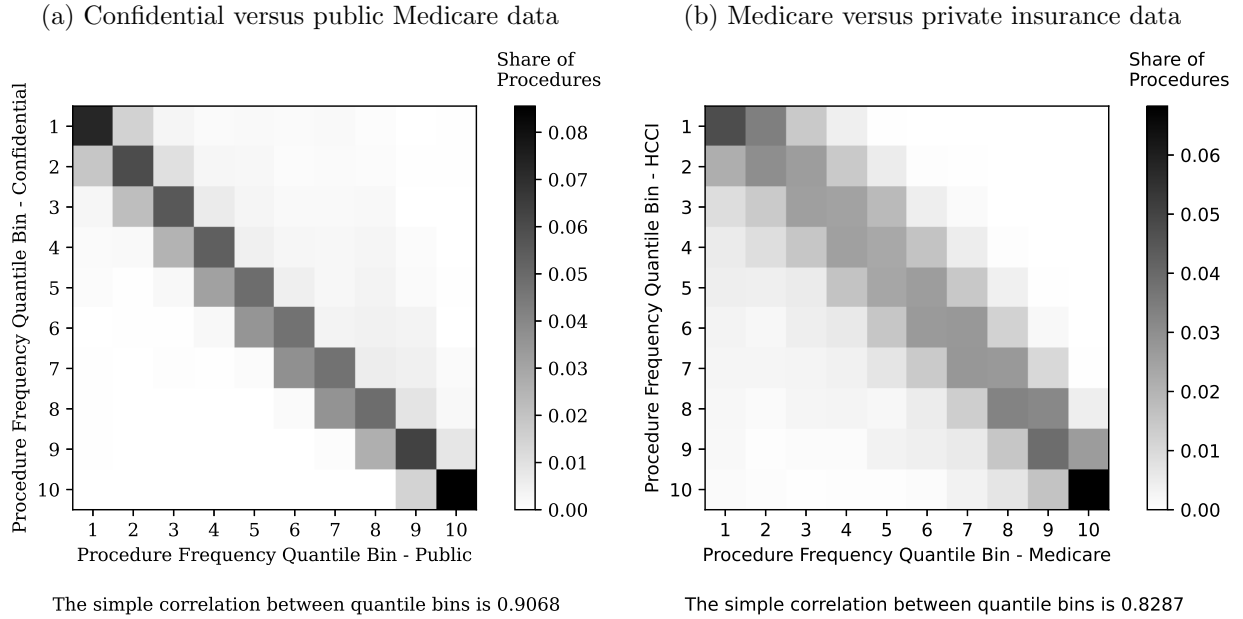 (a) Confidential versus public Medicare data
Share of
Procedures
Procedure Frequency Quantile Bin - Confidential
1
2
3
4
5
6
7
8
9
10
1 2 3 4 5 6 7 8 9 10
Procedure Frequency Quantile Bin - Public
0.08
0.07
0.06
0.05
0.04
0.03
0.02
0.01
0.00
The simple correlation between quantile bins is 0.9068
(b) Medicare versus private insurance data
Share of
Procedures
Procedure Frequency Quantile Bin - HCCI
1
2
3
4
5
6
7
8
9
10
1 2 3 4 5 6 7 8 9 10
Procedure Frequency Quantile Bin - Medicare
0.06
0.05
0.04
0.03
0.02
0.01
0.00
The simple correlation between quantile bins is 0.8287